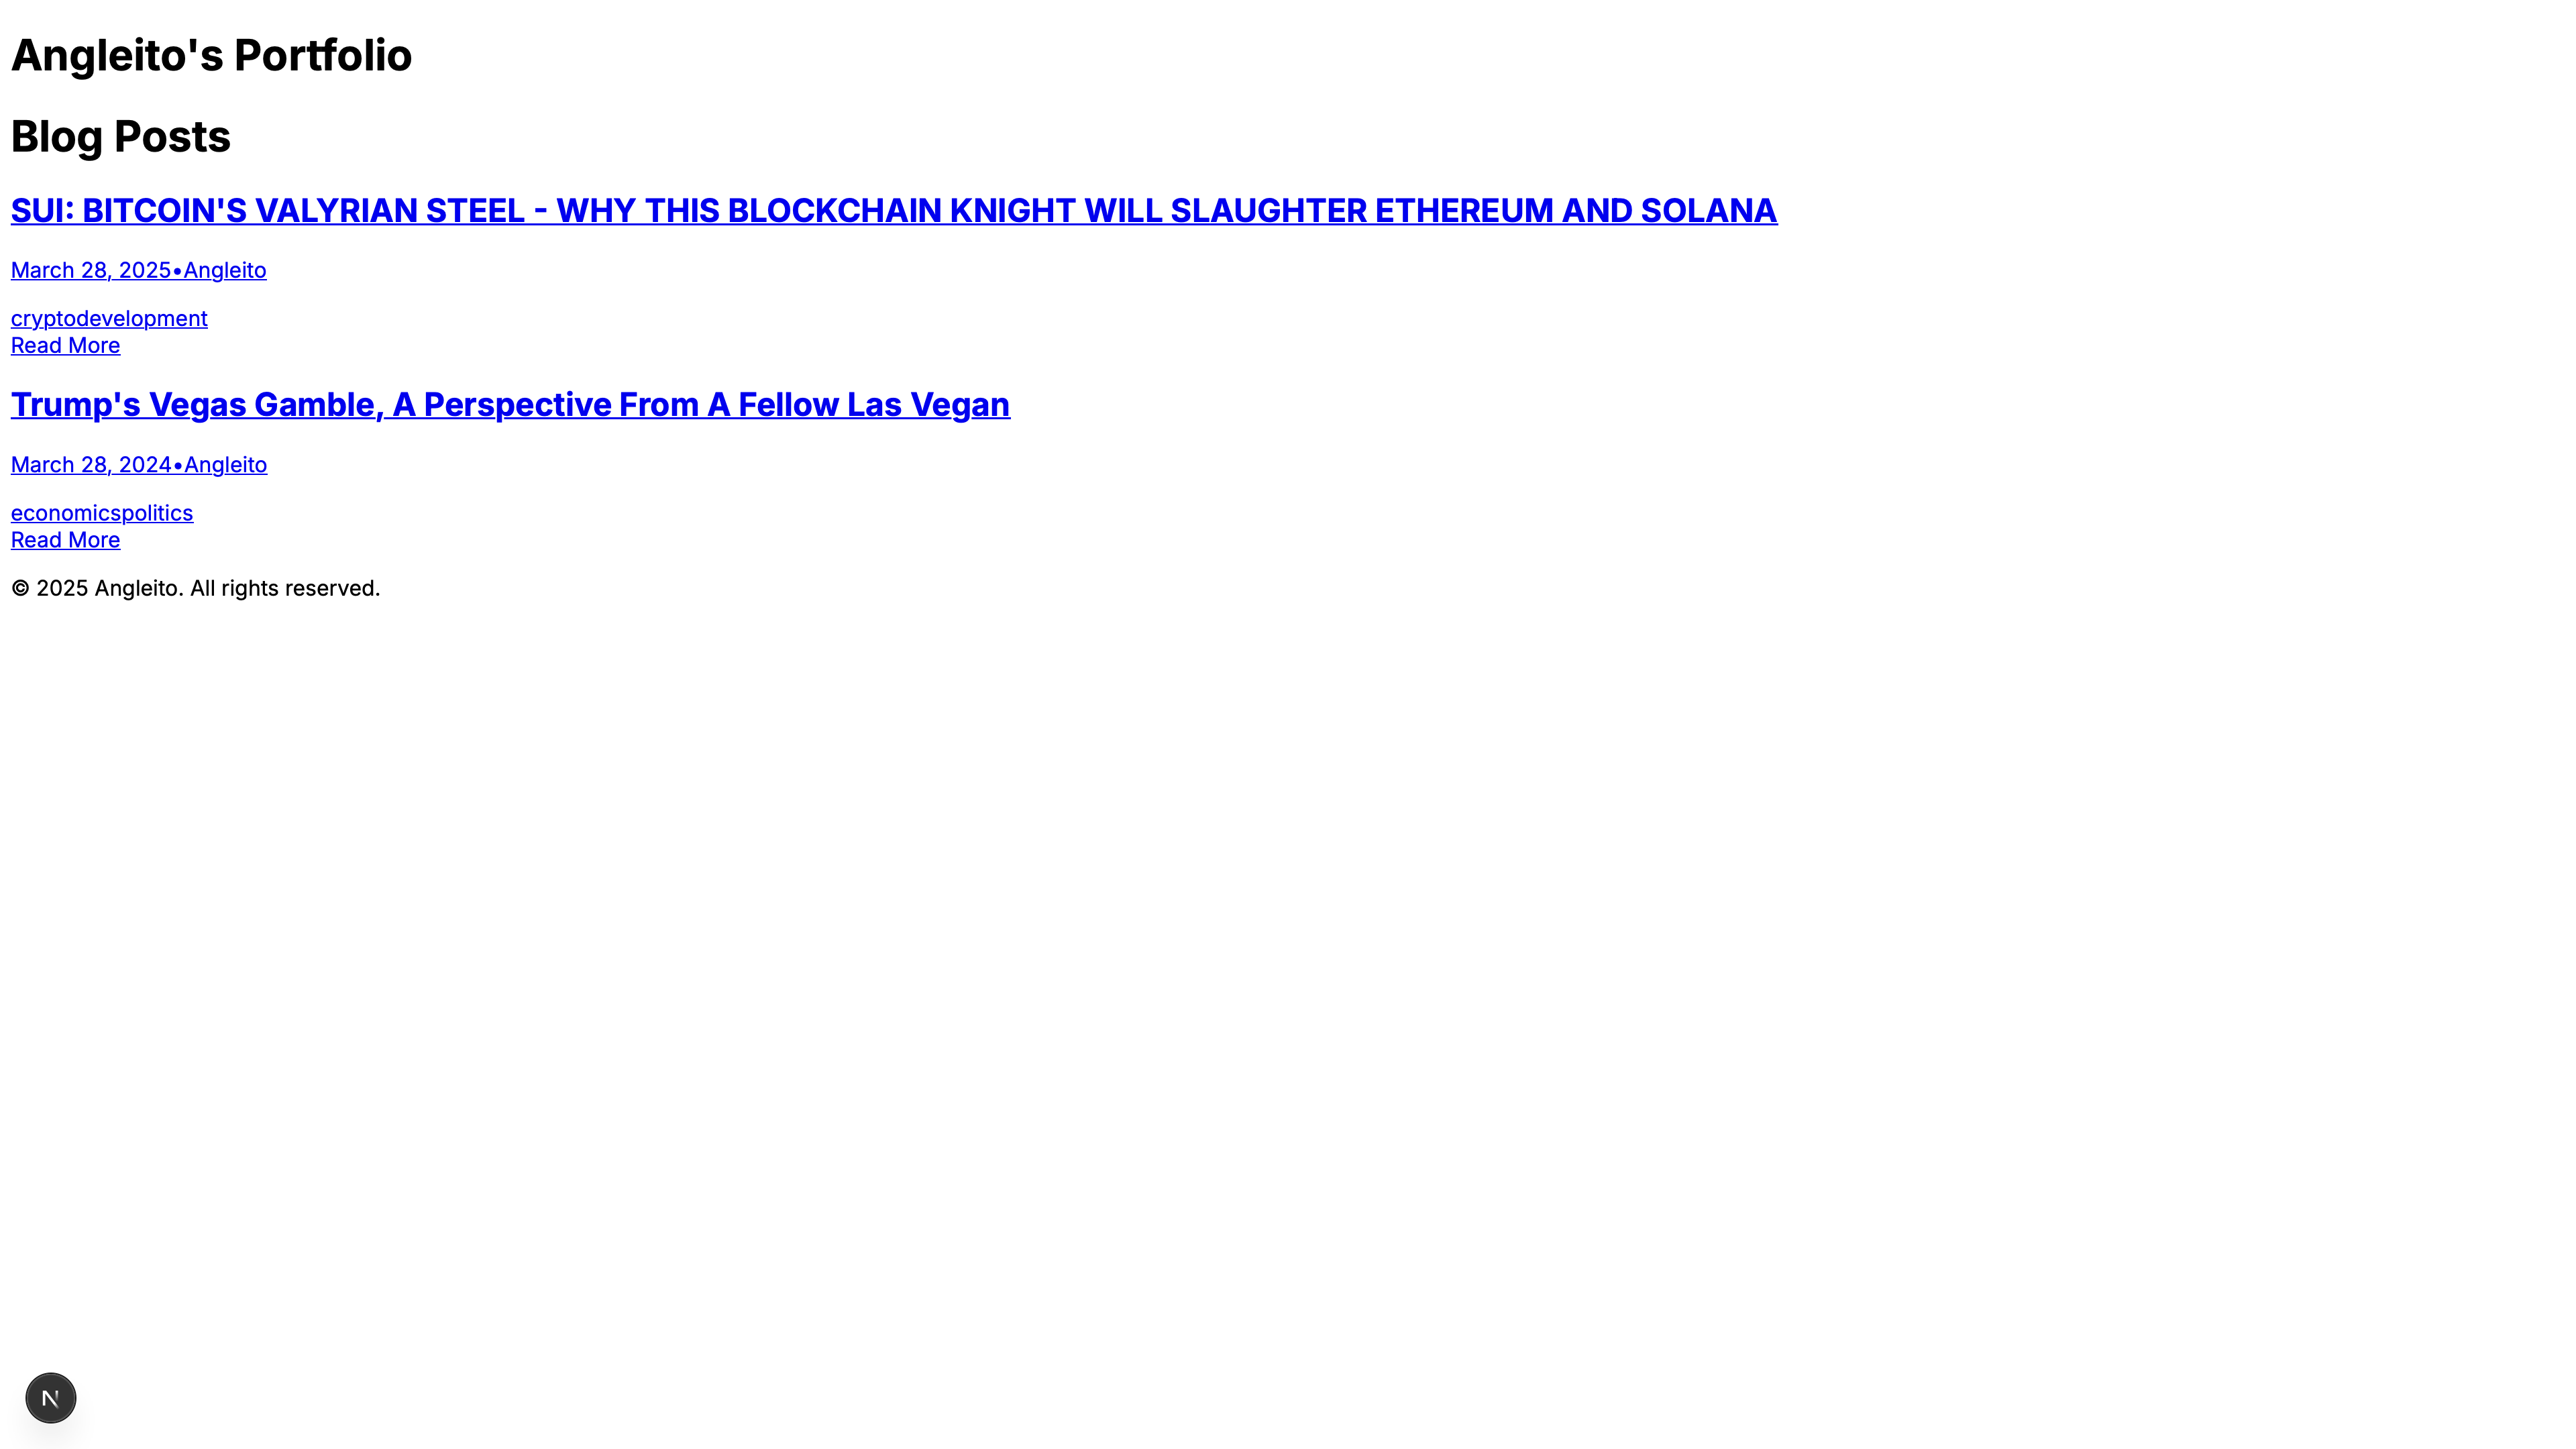 Angleito's Portfolio
Blog Posts
SUI: BITCOIN'S VALYRIAN STEEL - WHY THIS BLOCKCHAIN KNIGHT WILL SLAUGHTER ETHEREUM AND SOLANA
March 28, 2025•Angleito
cryptodevelopment
Read More
Trump's Vegas Gamble, A Perspective From A Fellow Las Vegan
March 28, 2024•Angleito
economicspolitics
Read More
© 2025 Angleito. All rights reserved.
N